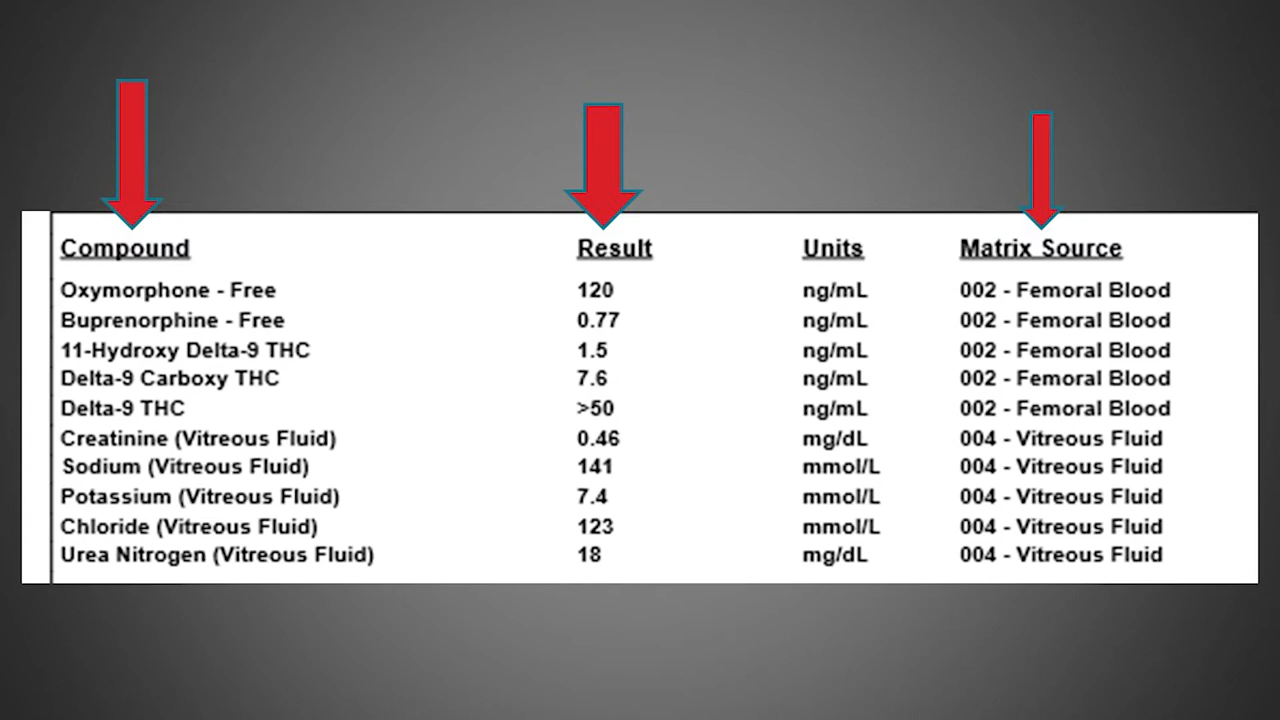 Compound Result Units Matrix Source
Oxymorphone - Free 120 ng/mL 002 - Femoral Blood
Buprenorphine - Free 0.77 ng/mL 002 - Femoral Blood
11-Hydroxy Delta-9 THC 1.5 ng/mL 002 - Femoral Blood
Delta-9 Carboxy THC 7.6 ng/mL 002 - Femoral Blood
Delta-9 THC >50 ng/mL 002 - Femoral Blood
Creatinine (Vitreous Fluid) 0.46 mg/dL 004 - Vitreous Fluid
Sodium (Vitreous Fluid) 141 mmol/L 004 - Vitreous Fluid
Potassium (Vitreous Fluid) 7.4 mmol/L 004 - Vitreous Fluid
Chloride (Vitreous Fluid) 123 mmol/L 004 - Vitreous Fluid
Urea Nitrogen (Vitreous Fluid) 18 mg/dL 004 - Vitreous Fluid